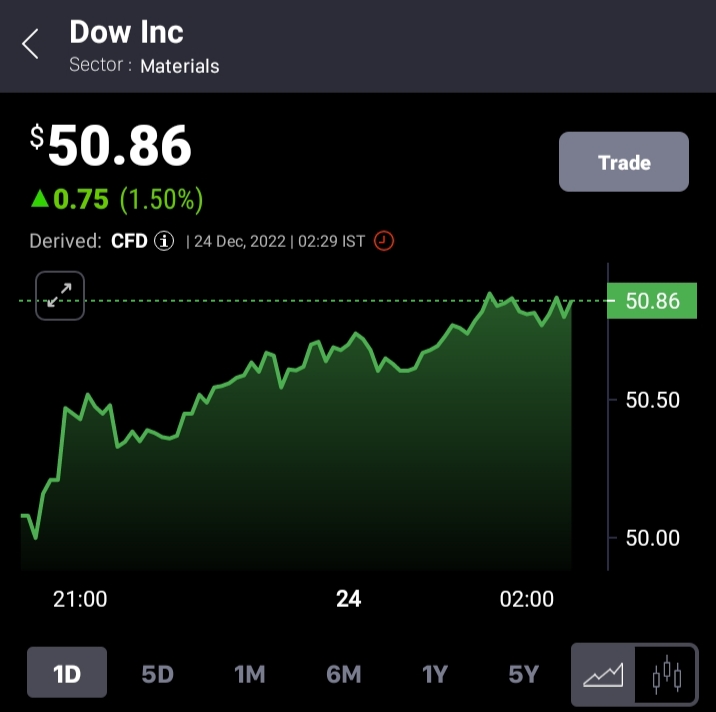 Dow Inc
Sector : Materials
$50.86
Trade
▲0.75 (1.50%)
Derived: CFD i | 24 Dec, 2022 | 02:29 IST
50.86
50.50
50.00
21:00 24 02:00
1D 5D 1M 6M 1Y 5Y